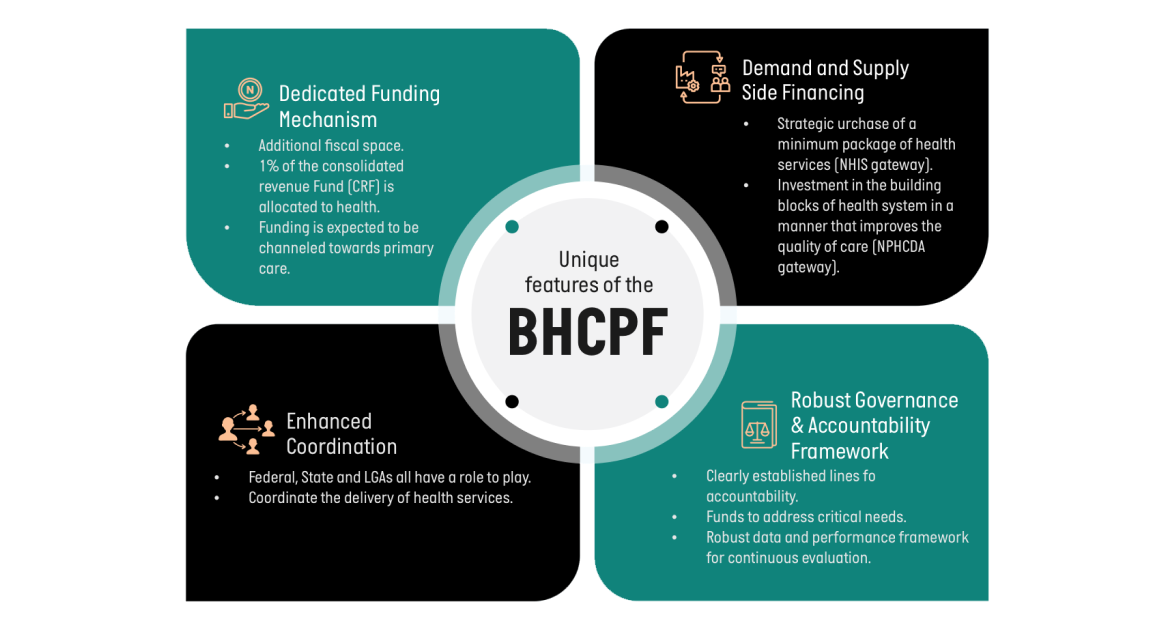 Dedicated Funding
Mechanism
• Additional fiscal space.
• 1% of the consolidated
revenue Fund (CRF) is
allocated to health.
• Funding is expected to be
channeled towards primary
care.
Demand and Supply
Side Financing
• Strategic urchase of a
minimum package of health
services (NHIS gateway).
• Investment in the building
blocks of health system in a
manner that improves the
quality of care (NPHCDA
gateway).
Unique
features of the
BHCPF
Enhanced
Coordination
• Federal, State and LGAs all have a role to play.
• Coordinate the delivery of health services.
Robust Governance
& Accountability
Framework
• Clearly established lines fo
accountability.
• Funds to address critical needs.
• Robust data and performance framework
for continuous evaluation.
N